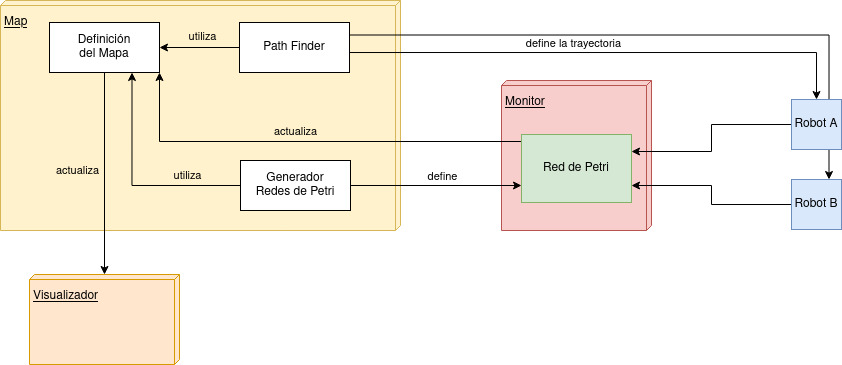 Map
Definición
del Mapa
utiliza
Path Finder
define la trayectoria
Monitor
Robot A
actualiza
Red de Petri
actualiza
utiliza
Generador
Redes de Petri
define
Robot B
Visualizador